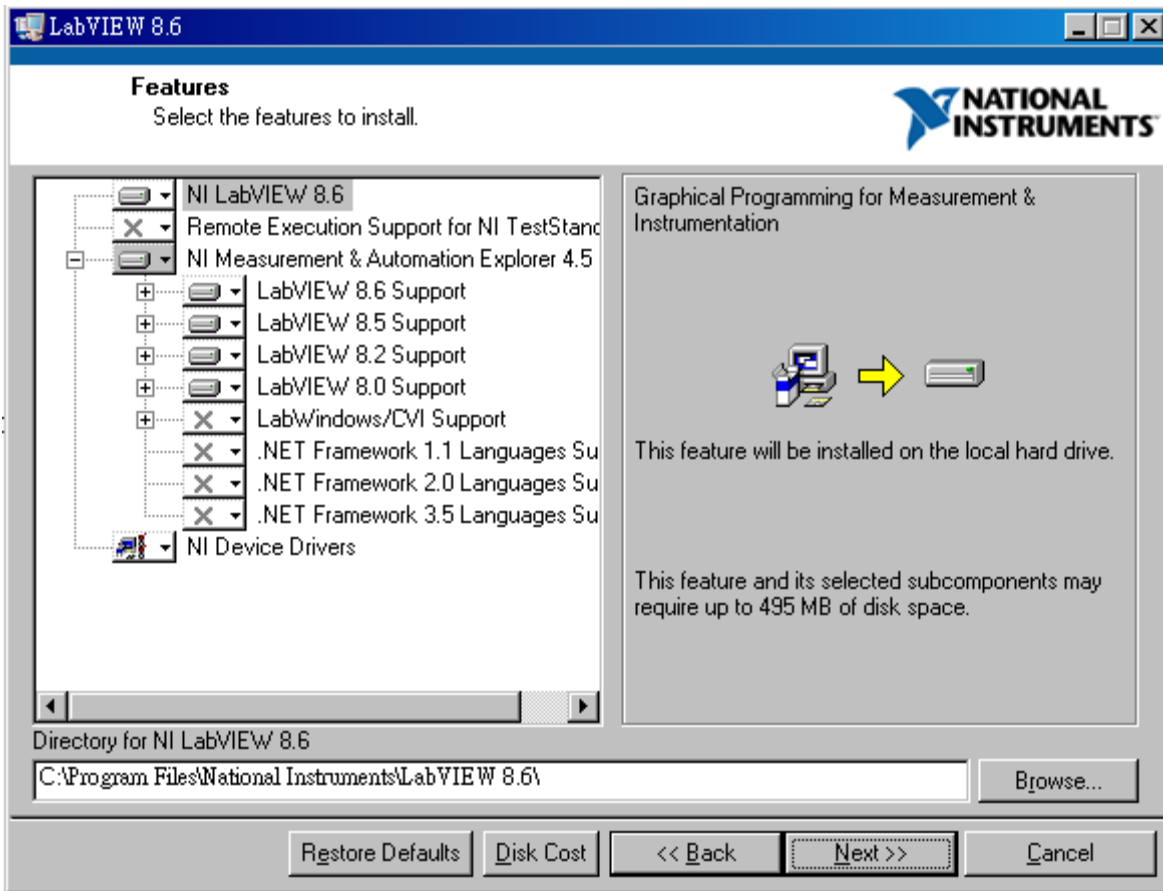 LabVIEW 8.6
Features
Select the features to install.
NATIONAL
INSTRUMENTS
NI LabVIEW 8.6
Remote Execution Support for NI TestStand
NI Measurement & Automation Explorer 4.5
LabVIEW 8.6 Support
LabVIEW 8.5 Support
LabVIEW 8.2 Support
LabVIEW 8.0 Support
LabWindows/CVI Support
.NET Framework 1.1 Languages Su
.NET Framework 2.0 Languages Su
.NET Framework 3.5 Languages Su
NI Device Drivers
Graphical Programming for Measurement &
Instrumentation
This feature will be installed on the local hard drive.
This feature and its selected subcomponents may
require up to 495 MB of disk space.
Directory for NI LabVIEW 8.6
C:\Program Files\National Instruments\LabVIEW 8.6\
Browse...
Restore Defaults
Disk Cost
<< Back
Next >>
Cancel